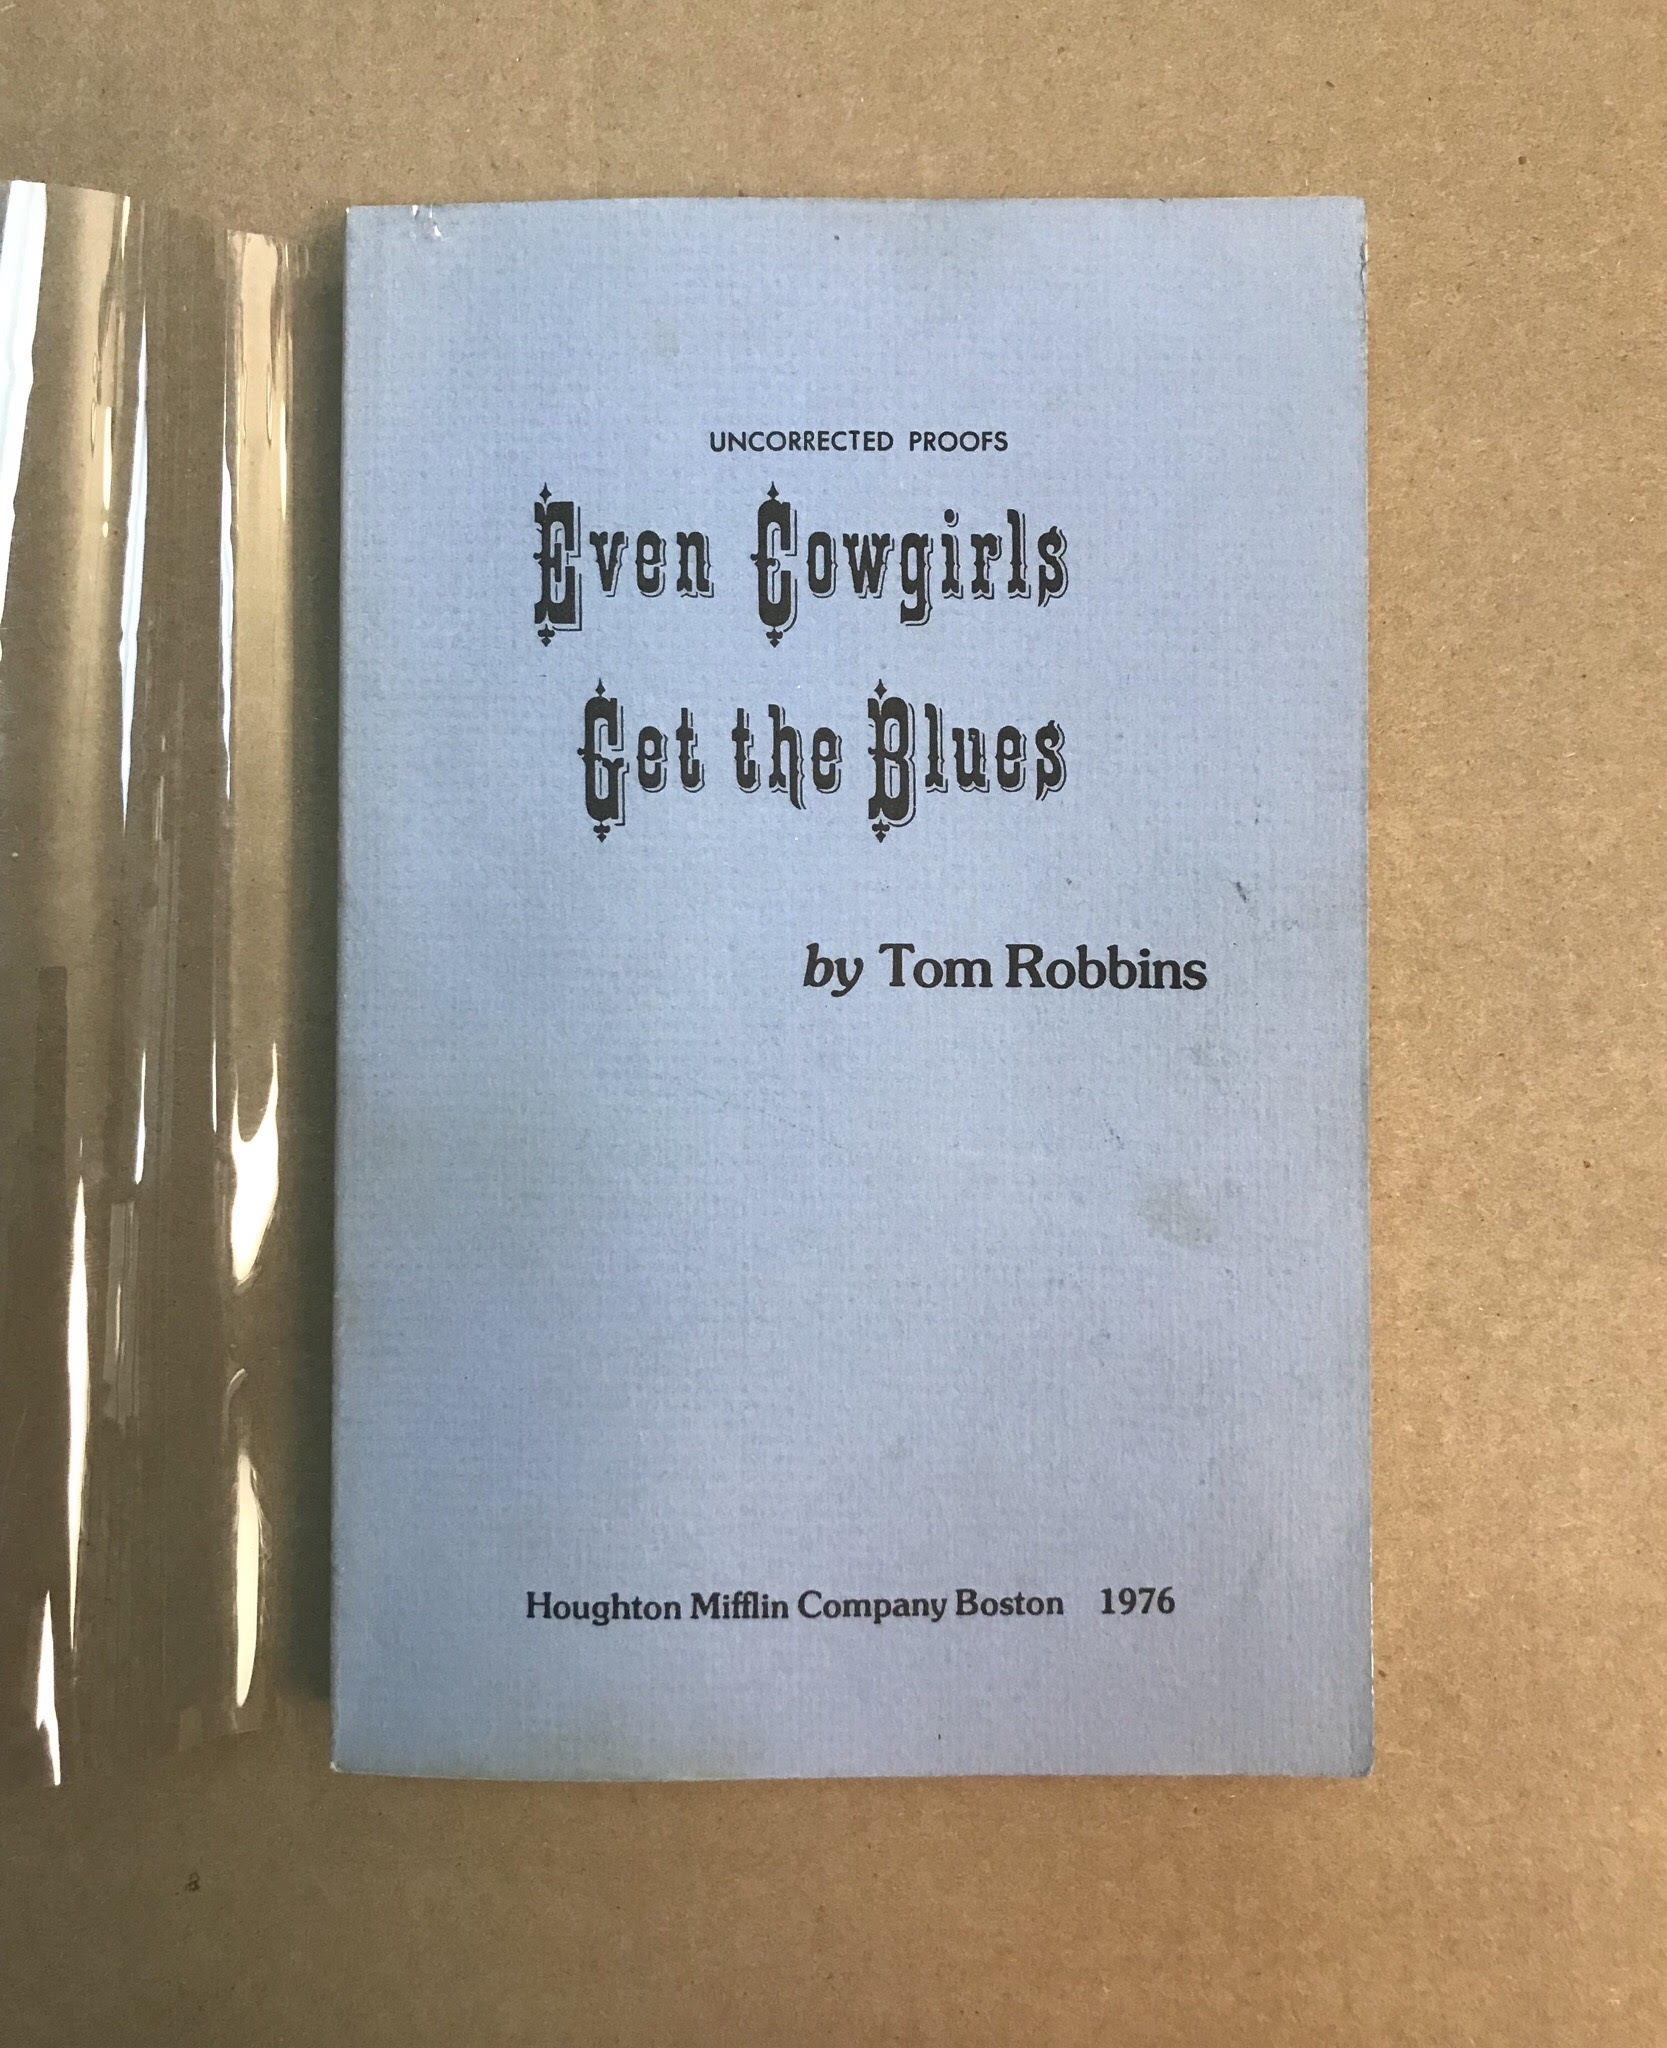 UNCORRECTED PROOFS
Even Cowgirls
Get the Blues
by Tom Robbins
Houghton Mifflin Company Boston 1976